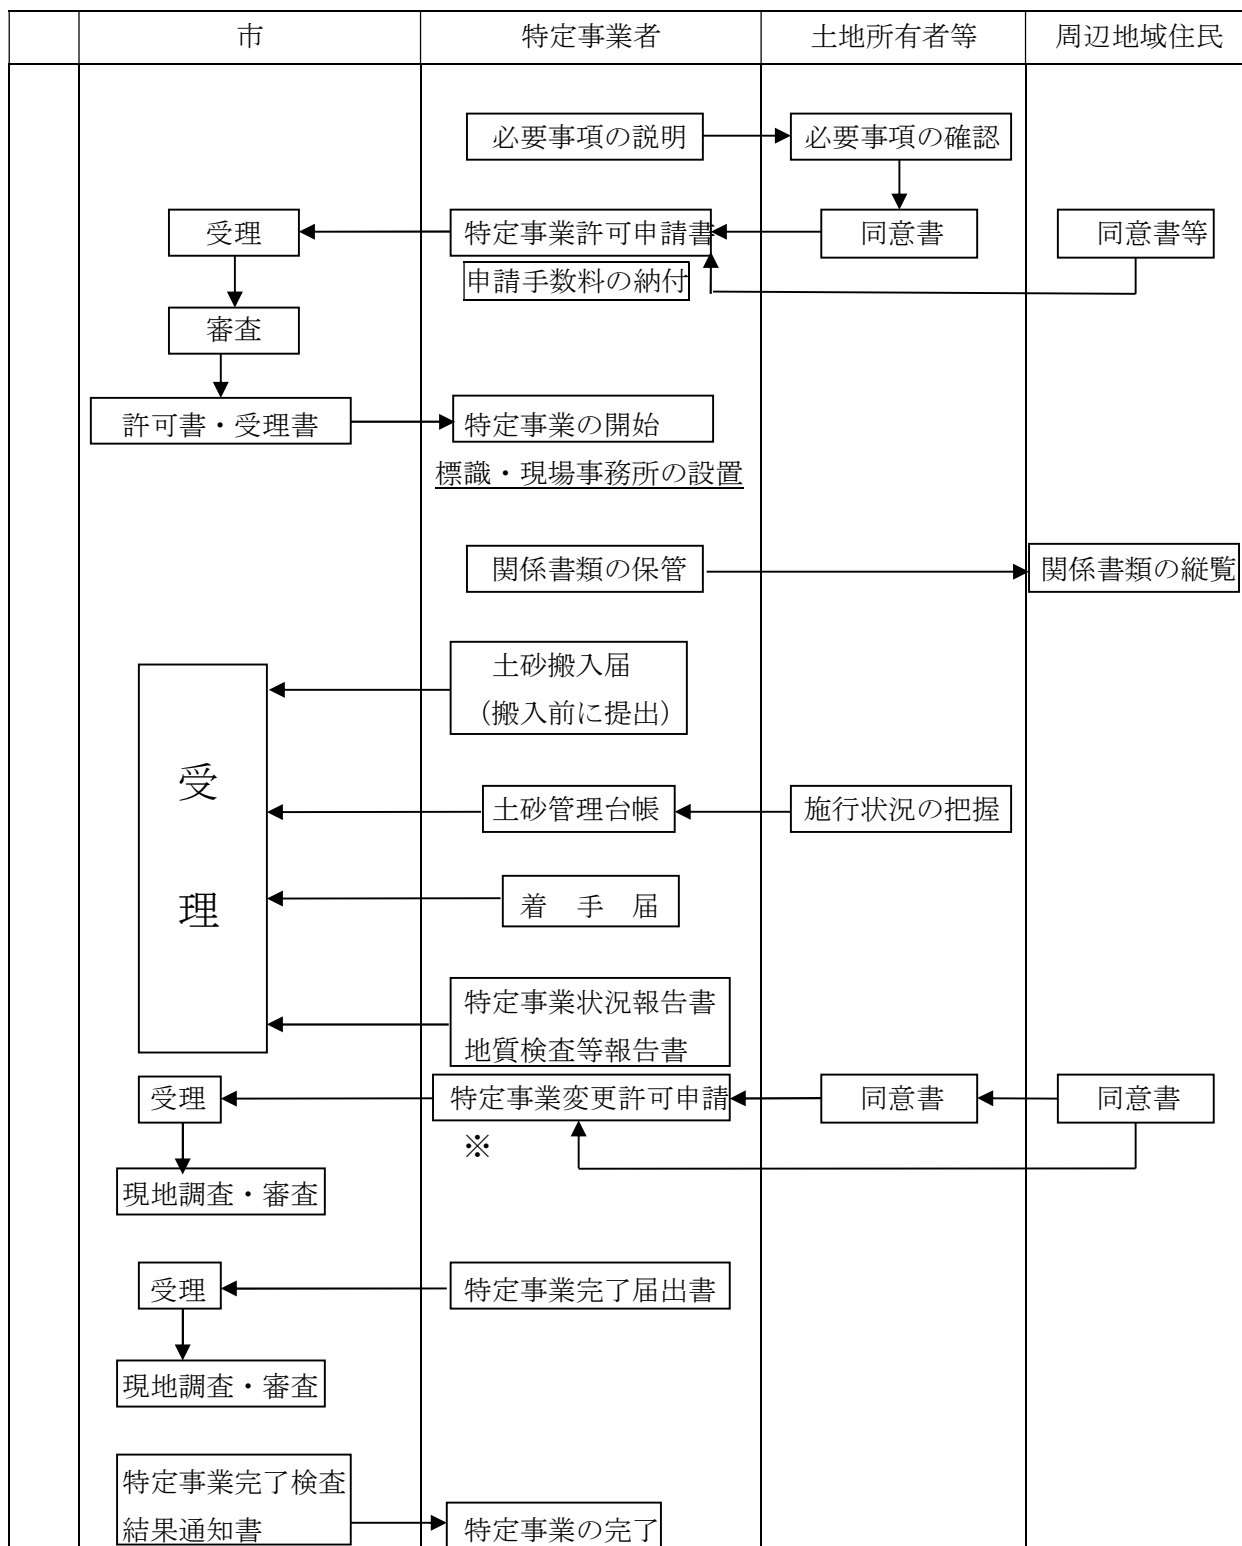 市 特定事業者 土地所有者等 周辺地域住民
必要事項の説明 必要事項の確認
受理 特定事業許可申請書 同意書 同意書等
申請手数料の納付
審査
許可書・受理書 特定事業の開始
標識・現場事務所の設置
関係書類の保管 関係書類の縦覧
土砂搬入届
（搬入前に提出）
受
理
土砂管理台帳 施行状況の把握
着 手 届
特定事業状況報告書
地質検査等報告書
受理 特定事業変更許可申請 同意書 同意書
※
現地調査・審査
受理 特定事業完了届出書
現地調査・審査
特定事業完了検査
結果通知書 特定事業の完了